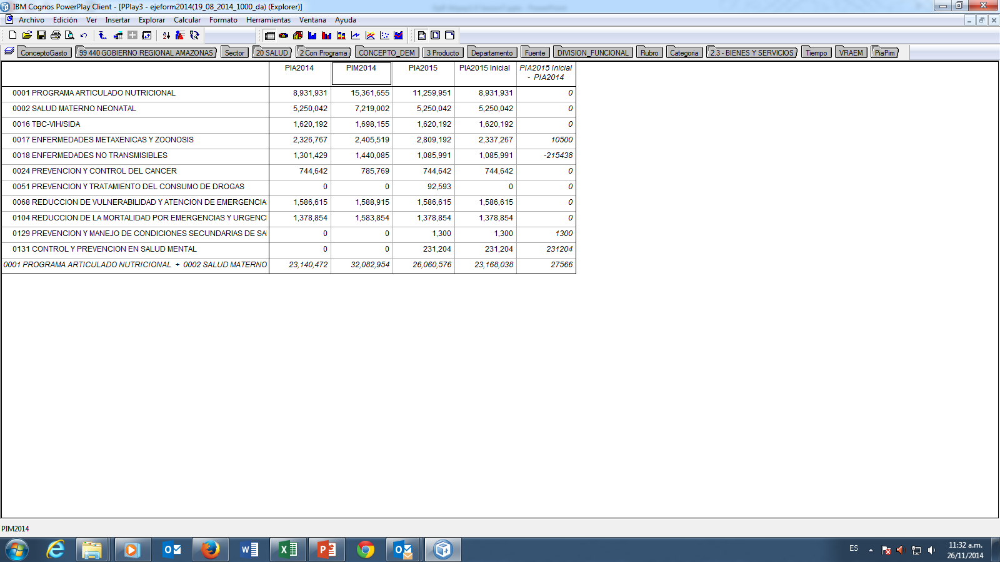 IBM Cognos PowerPlay Client - [PPlay3 - ejeform2014(19_08_2014_1000_da) (Explorer)]
Archivo Edición Ver Insertar Explorar Calcular Formato Herramientas Ventana Ayuda
ConceptoGasto 99 440 GOBIERNO REGIONAL AMAZONAS Sector 20 SALUD 2 Con Programa CONCEPTO_DEM 3 Producto Departamento Fuente DIVISION_FUNCIONAL Rubro Categoria 2.3 - BIENES Y SERVICIOS Tiempo VRAEM PiaPim
PIA2014 PIM2014 PIA2015 PIA2015 Inicial PIA2015 Inicial - PIA2014
0001 PROGRAMA ARTICULADO NUTRICIONAL 8,931,931 15,361,655 11,259,951 8,931,931 0
0002 SALUD MATERNO NEONATAL 5,250,042 7,219,002 5,250,042 5,250,042 0
0016 TBC-VIH/SIDA 1,620,192 1,698,155 1,620,192 1,620,192 0
0017 ENFERMEDADES METAXENICAS Y ZOONOSIS 2,326,767 2,405,519 2,809,192 2,337,267 10500
0018 ENFERMEDADES NO TRANSMISIBLES 1,301,429 1,440,085 1,085,991 1,085,991 -215438
0024 PREVENCION Y CONTROL DEL CANCER 744,642 785,769 744,642 744,642 0
0051 PREVENCION Y TRATAMIENTO DEL CONSUMO DE DROGAS 0 0 92,593 0 0
0068 REDUCCION DE VULNERABILIDAD Y ATENCION DE EMERGENCIA 1,586,615 1,588,915 1,586,615 1,586,615 0
0104 REDUCCION DE LA MORTALIDAD POR EMERGENCIAS Y URGENC 1,378,854 1,583,854 1,378,854 1,378,854 0
0129 PREVENCION Y MANEJO DE CONDICIONES SECUNDARIAS DE SA 0 0 1,300 1,300 1300
0131 CONTROL Y PREVENCION EN SALUD MENTAL 0 0 231,204 231,204 231204
0001 PROGRAMA ARTICULADO NUTRICIONAL + 0002 SALUD MATERNO 23,140,472 32,082,954 26,060,576 23,168,038 27566
PIM2014
ES 11:32 a.m.
26/11/2014